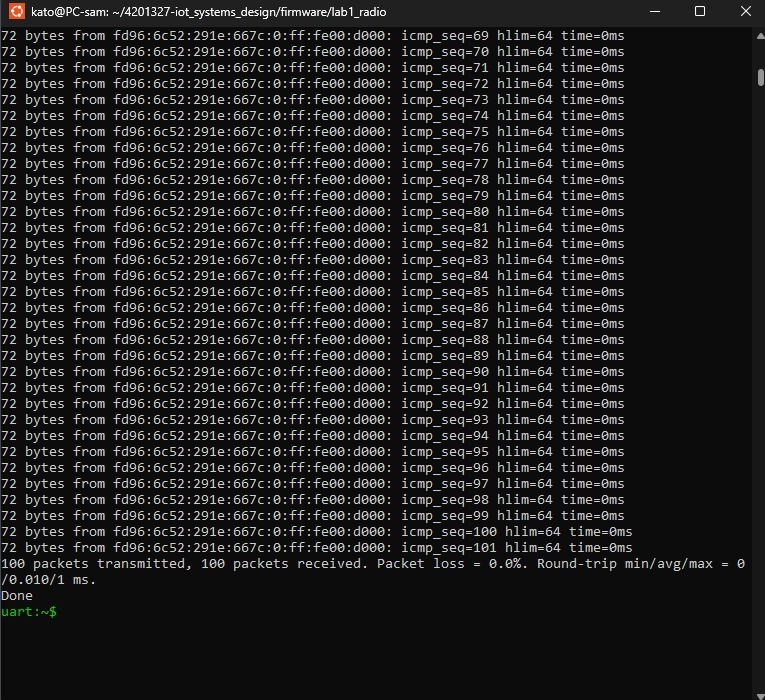 kato@PC-sam: ~/4201327-iot_systems_design/firmware/lab1_radio
72 bytes from fd96:6c52:291e:667c:0:ff:fe00:d000: icmp_seq=69 hlim=64 time=0ms
72 bytes from fd96:6c52:291e:667c:0:ff:fe00:d000: icmp_seq=70 hlim=64 time=0ms
72 bytes from fd96:6c52:291e:667c:0:ff:fe00:d000: icmp_seq=71 hlim=64 time=0ms
72 bytes from fd96:6c52:291e:667c:0:ff:fe00:d000: icmp_seq=72 hlim=64 time=0ms
72 bytes from fd96:6c52:291e:667c:0:ff:fe00:d000: icmp_seq=73 hlim=64 time=0ms
72 bytes from fd96:6c52:291e:667c:0:ff:fe00:d000: icmp_seq=74 hlim=64 time=0ms
72 bytes from fd96:6c52:291e:667c:0:ff:fe00:d000: icmp_seq=75 hlim=64 time=0ms
72 bytes from fd96:6c52:291e:667c:0:ff:fe00:d000: icmp_seq=76 hlim=64 time=0ms
72 bytes from fd96:6c52:291e:667c:0:ff:fe00:d000: icmp_seq=77 hlim=64 time=0ms
72 bytes from fd96:6c52:291e:667c:0:ff:fe00:d000: icmp_seq=78 hlim=64 time=0ms
72 bytes from fd96:6c52:291e:667c:0:ff:fe00:d000: icmp_seq=79 hlim=64 time=0ms
72 bytes from fd96:6c52:291e:667c:0:ff:fe00:d000: icmp_seq=80 hlim=64 time=0ms
72 bytes from fd96:6c52:291e:667c:0:ff:fe00:d000: icmp_seq=81 hlim=64 time=0ms
72 bytes from fd96:6c52:291e:667c:0:ff:fe00:d000: icmp_seq=82 hlim=64 time=0ms
72 bytes from fd96:6c52:291e:667c:0:ff:fe00:d000: icmp_seq=83 hlim=64 time=0ms
72 bytes from fd96:6c52:291e:667c:0:ff:fe00:d000: icmp_seq=84 hlim=64 time=0ms
72 bytes from fd96:6c52:291e:667c:0:ff:fe00:d000: icmp_seq=85 hlim=64 time=0ms
72 bytes from fd96:6c52:291e:667c:0:ff:fe00:d000: icmp_seq=86 hlim=64 time=0ms
72 bytes from fd96:6c52:291e:667c:0:ff:fe00:d000: icmp_seq=87 hlim=64 time=0ms
72 bytes from fd96:6c52:291e:667c:0:ff:fe00:d000: icmp_seq=88 hlim=64 time=0ms
72 bytes from fd96:6c52:291e:667c:0:ff:fe00:d000: icmp_seq=89 hlim=64 time=0ms
72 bytes from fd96:6c52:291e:667c:0:ff:fe00:d000: icmp_seq=90 hlim=64 time=0ms
72 bytes from fd96:6c52:291e:667c:0:ff:fe00:d000: icmp_seq=91 hlim=64 time=0ms
72 bytes from fd96:6c52:291e:667c:0:ff:fe00:d000: icmp_seq=92 hlim=64 time=0ms
72 bytes from fd96:6c52:291e:667c:0:ff:fe00:d000: icmp_seq=93 hlim=64 time=0ms
72 bytes from fd96:6c52:291e:667c:0:ff:fe00:d000: icmp_seq=94 hlim=64 time=0ms
72 bytes from fd96:6c52:291e:667c:0:ff:fe00:d000: icmp_seq=95 hlim=64 time=0ms
72 bytes from fd96:6c52:291e:667c:0:ff:fe00:d000: icmp_seq=96 hlim=64 time=0ms
72 bytes from fd96:6c52:291e:667c:0:ff:fe00:d000: icmp_seq=97 hlim=64 time=0ms
72 bytes from fd96:6c52:291e:667c:0:ff:fe00:d000: icmp_seq=98 hlim=64 time=0ms
72 bytes from fd96:6c52:291e:667c:0:ff:fe00:d000: icmp_seq=99 hlim=64 time=0ms
72 bytes from fd96:6c52:291e:667c:0:ff:fe00:d000: icmp_seq=100 hlim=64 time=0ms
72 bytes from fd96:6c52:291e:667c:0:ff:fe00:d000: icmp_seq=101 hlim=64 time=0ms
100 packets transmitted, 100 packets received. Packet loss = 0.0%. Round-trip min/avg/max = 0
/0.010/1 ms.
Done
uart:~$